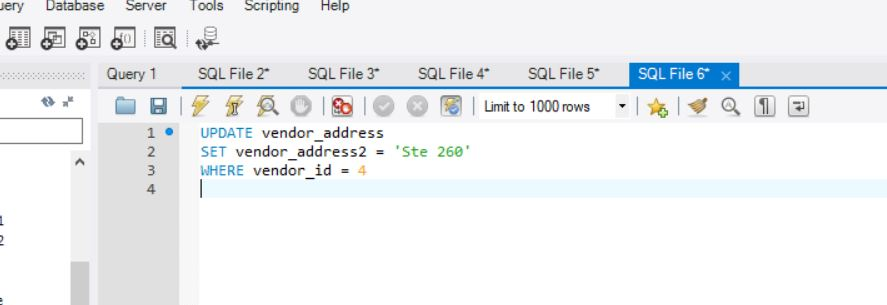 Database Server Tools Scripting Help
Query 1 SQL File 2* SQL File 3* SQL File 4* SQL File 5* SQL File 6* ×
Limit to 1000 rows
1 UPDATE vendor_address
2 SET vendor_address2 = 'Ste 260'
3 WHERE vendor_id = 4
4
1
2